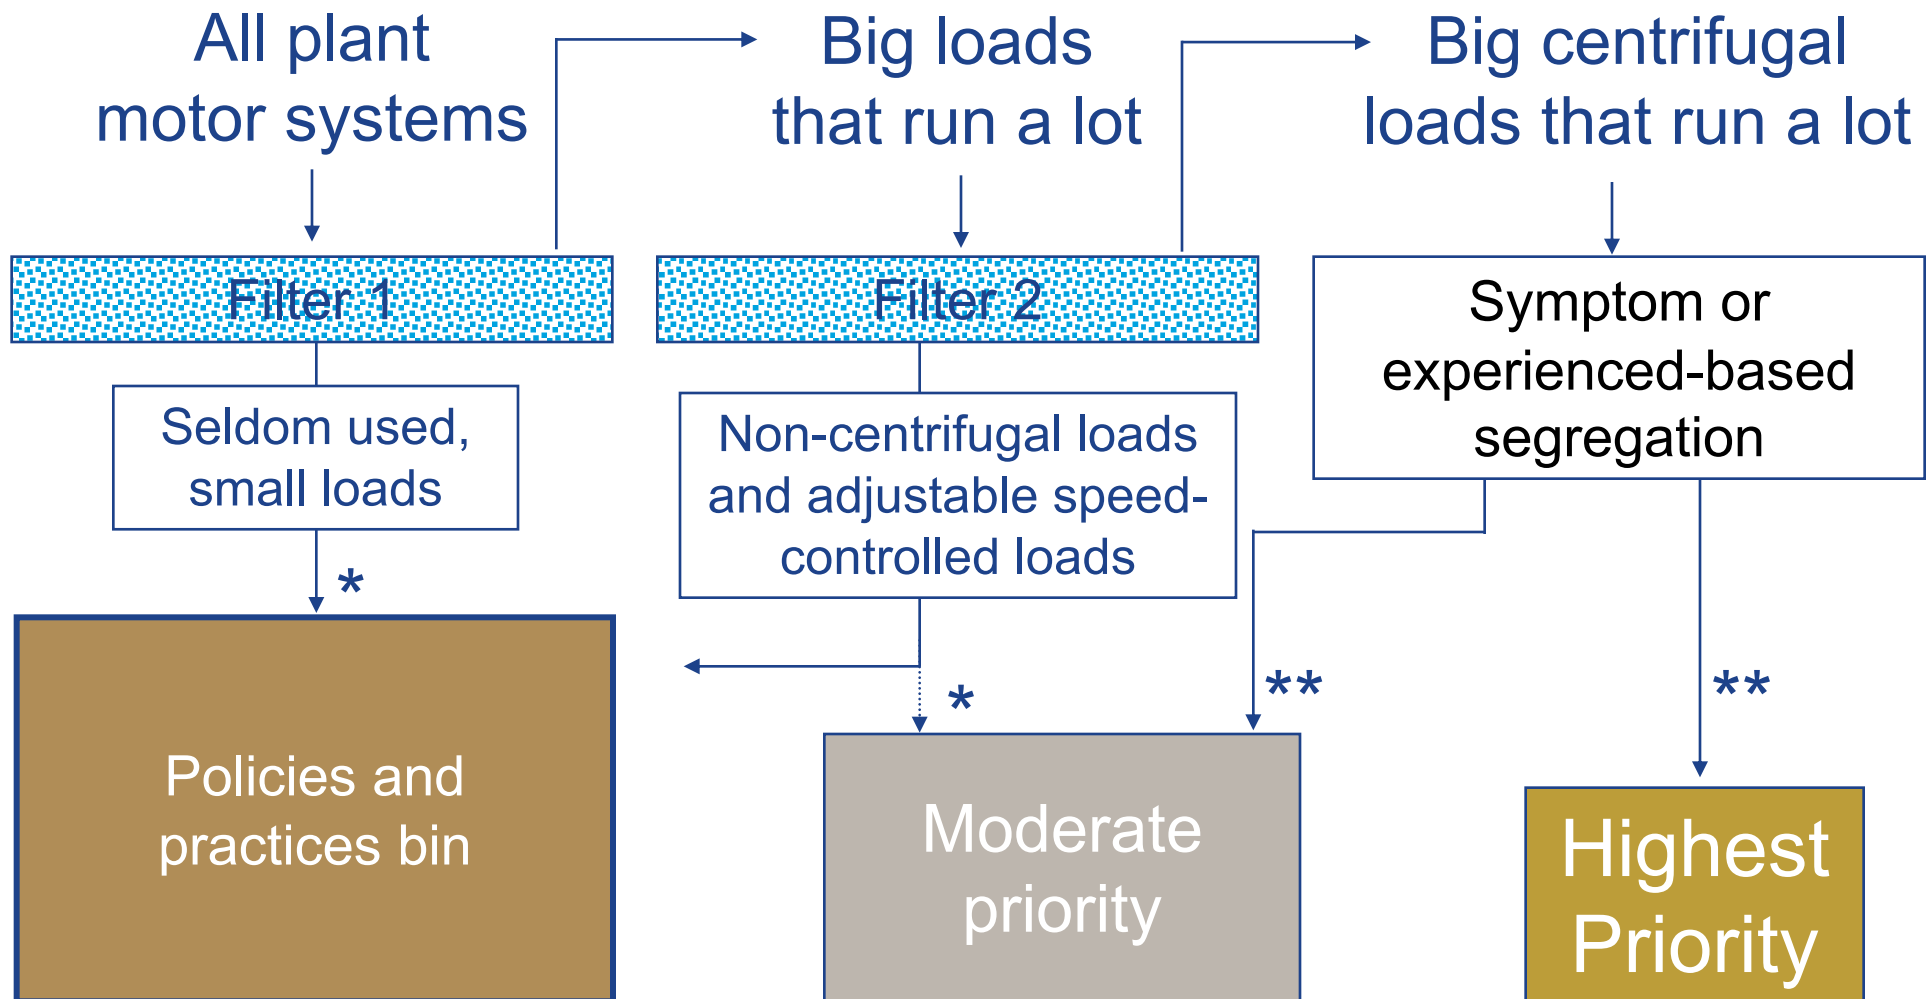 All plant
motor systems
Big loads
that run a lot
Big centrifugal
loads that run a lot
Filter 1
Filter 2
Symptom or
experienced-based
segregation
Seldom used,
small loads
Non-centrifugal loads
and adjustable speed-
controlled loads
*
*
**
**
Policies and
practices bin
Moderate
priority
Highest
Priority